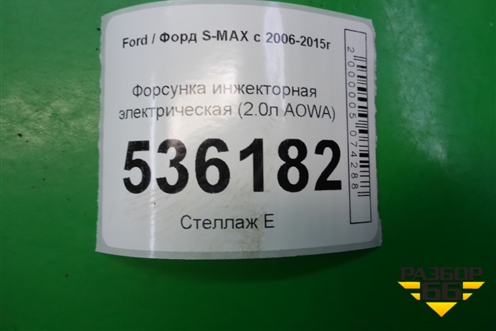 Ford / Форд S-MAX с 2006-2015г
Форсунка инжекторная
электрическая (2.0л AOWA)
536182
Стеллаж Е
2000005074288
РАЗБОР
66